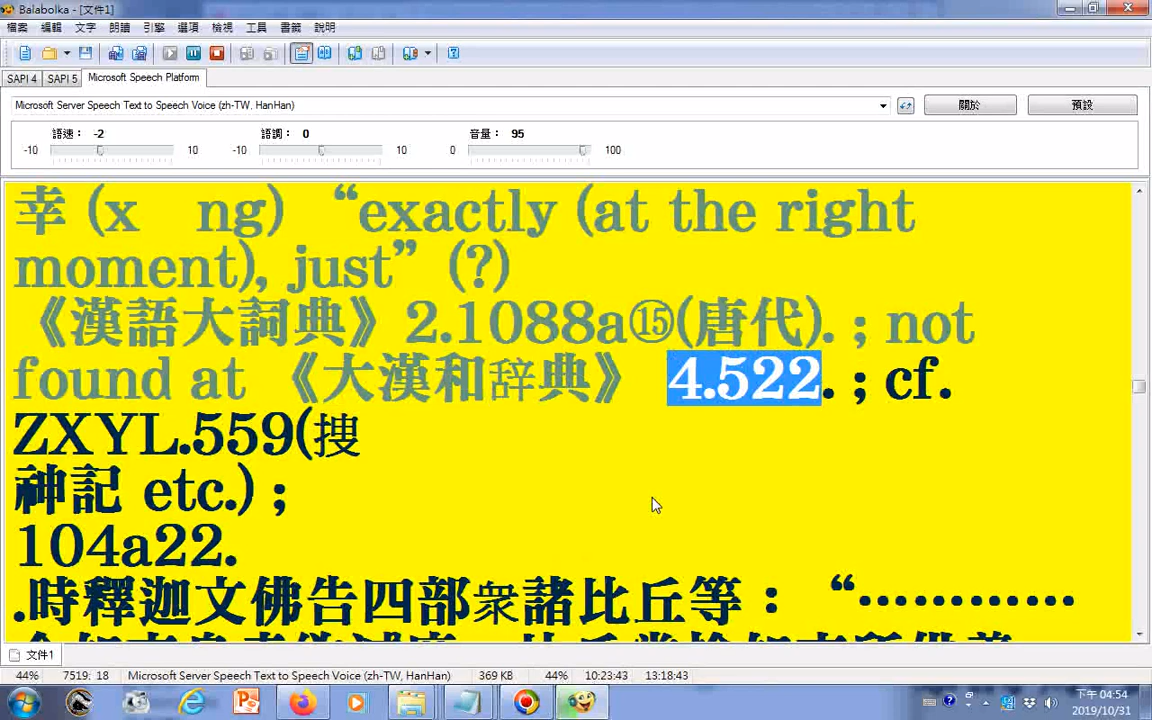 Balabolka - [文件1]
檔案 編輯 文字 朗讀 引擎 選項 檢視 工具 書籤 說明
SAPI 4 SAPI 5 Microsoft Speech Platform
Microsoft Server Speech Text to Speech Voice (zh-TW, HanHan) 關於 預設
語速： -2 語調： 0 音量： 95
-10 10 -10 10 0 100
幸 (x ng) “exactly (at the right
moment), just” (?)
《漢語大詞典》2.1088a⑮(唐代). ; not
found at 《大漢和辞典》 4.522. ; cf.
ZXYL.559(搜
神記 etc.) ;
104a22.
.時釋迦文佛告四部衆諸比丘等：“…………
文件1
44% 7519: 18 Microsoft Server Speech Text to Speech Voice (zh-TW, HanHan) 369 KB 44% 10:23:43 13:18:43
下午 04:54
2019/10/31